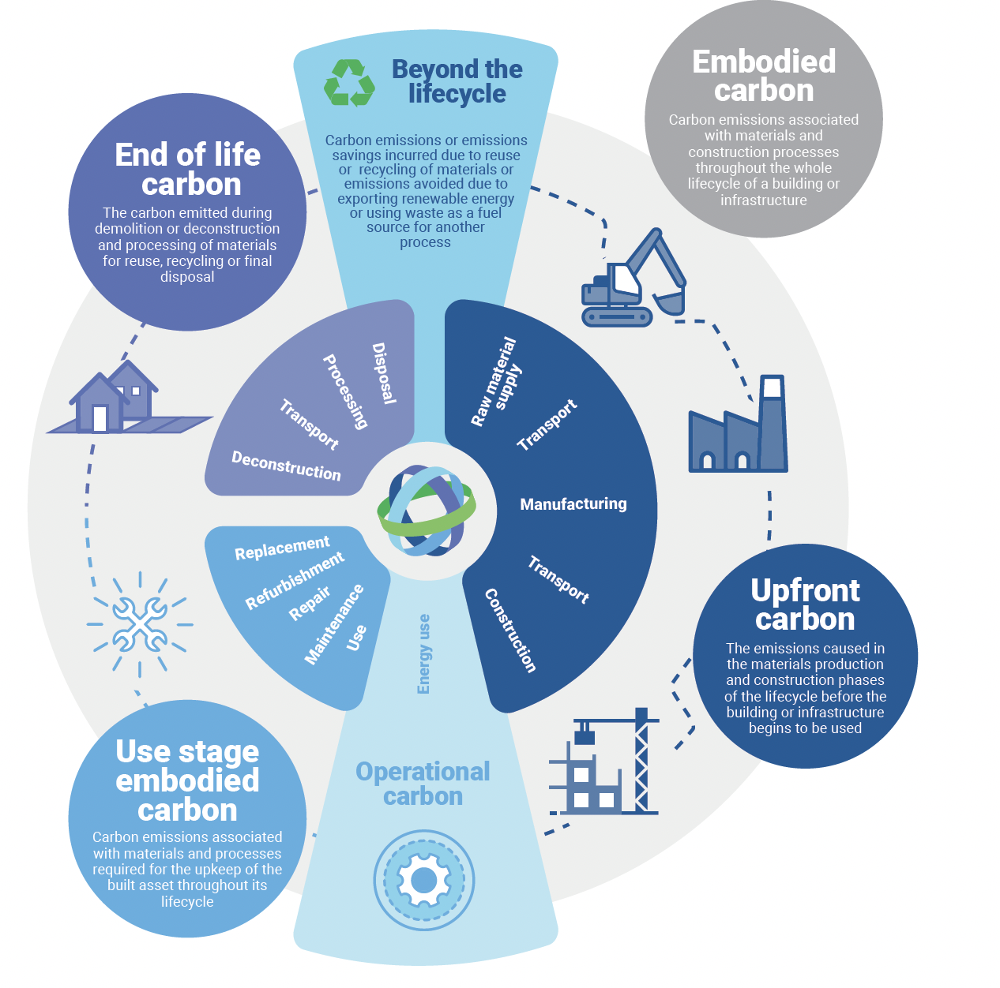 Beyond the
lifecycle
Carbon emissions or emissions
savings incurred due to reuse
or recycling of materials or
emissions avoided due to
exporting renewable energy
or using waste as a fuel
source for another
process
Embodied
carbon
Carbon emissions associated
with materials and
construction processes
throughout the whole
lifecycle of a building or
infrastructure
End of life
carbon
The carbon emitted during
demolition or deconstruction
and processing of materials
for reuse, recycling or final
disposal
Disposal
Processing
Transport
Deconstruction
Raw material
supply
Transport
Manufacturing
Transport
Construction
Replacement
Refurbishment
Repair
Maintenance
Use
Energy use
Upfront
carbon
The emissions caused in
the materials production
and construction phases
of the lifecycle before the
building or infrastructure
begins to be used
Use stage
embodied
carbon
Carbon emissions associated
with materials and processes
required for the upkeep of the
built asset throughout its
lifecycle
Operational
carbon